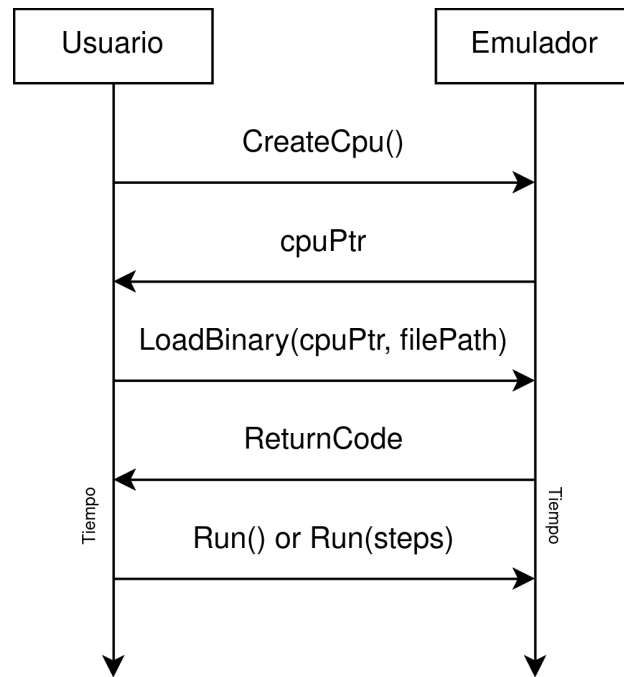 Usuario
Emulador
CreateCpu()
cpuPtr
LoadBinary(cpuPtr, filePath)
ReturnCode
Tiempo
Tiempo
Run() or Run(steps)